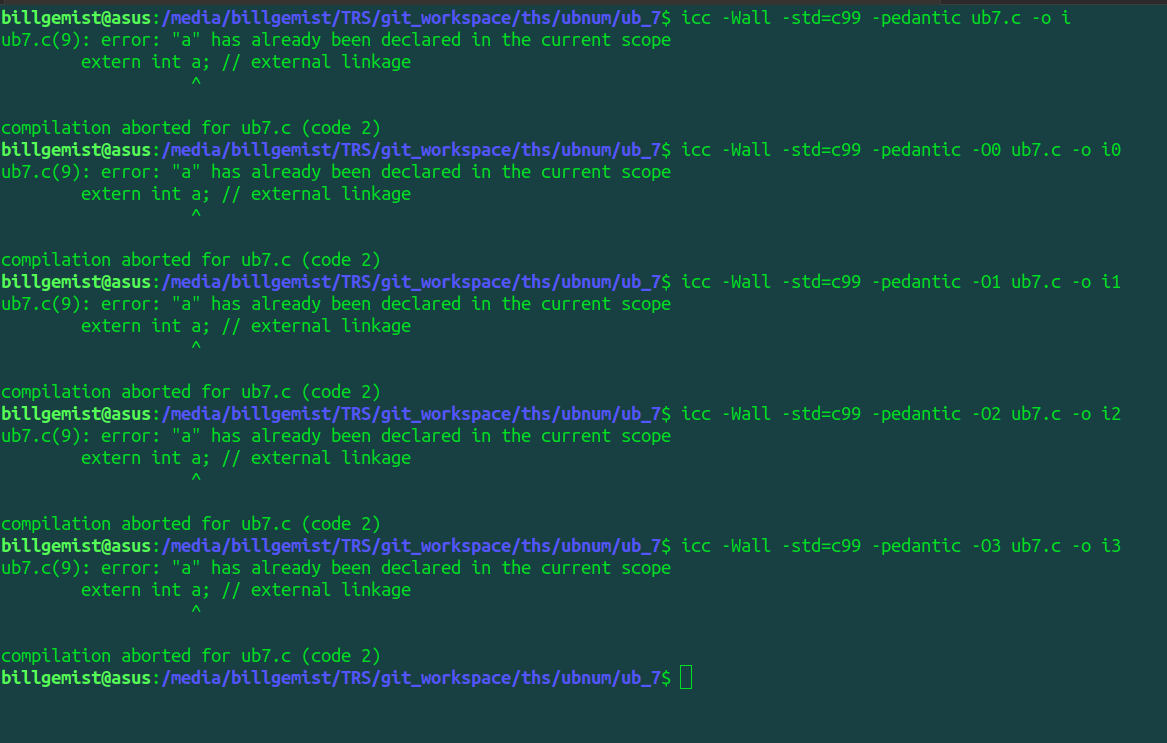 billgemist@asus:/media/billgemist/TRS/git_workspace/ths/ubnum/ub_7$ icc -Wall -std=c99 -pedantic ub7.c -o i
ub7.c(9): error: "a" has already been declared in the current scope
        extern int a; // external linkage
                   ^

compilation aborted for ub7.c (code 2)
billgemist@asus:/media/billgemist/TRS/git_workspace/ths/ubnum/ub_7$ icc -Wall -std=c99 -pedantic -O0 ub7.c -o i0
ub7.c(9): error: "a" has already been declared in the current scope
        extern int a; // external linkage
                   ^

compilation aborted for ub7.c (code 2)
billgemist@asus:/media/billgemist/TRS/git_workspace/ths/ubnum/ub_7$ icc -Wall -std=c99 -pedantic -O1 ub7.c -o i1
ub7.c(9): error: "a" has already been declared in the current scope
        extern int a; // external linkage
                   ^

compilation aborted for ub7.c (code 2)
billgemist@asus:/media/billgemist/TRS/git_workspace/ths/ubnum/ub_7$ icc -Wall -std=c99 -pedantic -O2 ub7.c -o i2
ub7.c(9): error: "a" has already been declared in the current scope
        extern int a; // external linkage
                   ^

compilation aborted for ub7.c (code 2)
billgemist@asus:/media/billgemist/TRS/git_workspace/ths/ubnum/ub_7$ icc -Wall -std=c99 -pedantic -O3 ub7.c -o i3
ub7.c(9): error: "a" has already been declared in the current scope
        extern int a; // external linkage
                   ^

compilation aborted for ub7.c (code 2)
billgemist@asus:/media/billgemist/TRS/git_workspace/ths/ubnum/ub_7$